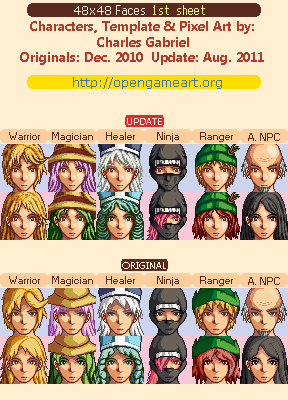 48x48 Faces 1st sheet
Characters, Template & Pixel Art by:
Charles Gabriel
Originals: Dec. 2010 Update: Aug. 2011
http://opengameart.org
UPDATE
Warrior Magician Healer Ninja Ranger A. NPC
ORIGINAL
Warrior Magician Healer Ninja Ranger A. NPC